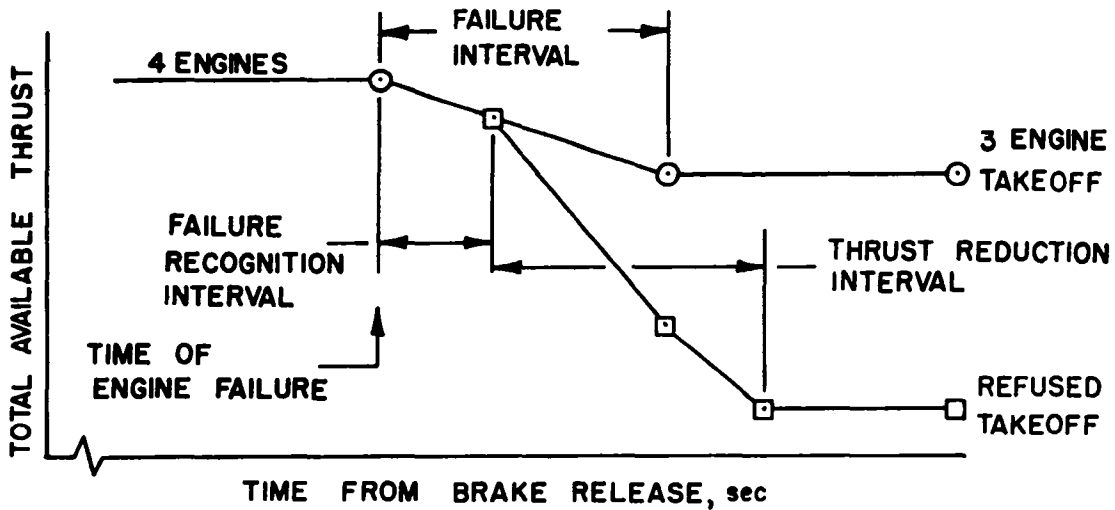 FAILURE
INTERVAL
4 ENGINES
3 ENGINE
TAKEOFF
FAILURE
RECOGNITION
INTERVAL
THRUST REDUCTION
INTERVAL
TIME OF
ENGINE FAILURE
REFUSED
TAKEOFF
TOTAL AVAILABLE THRUST
TIME FROM BRAKE RELEASE, sec